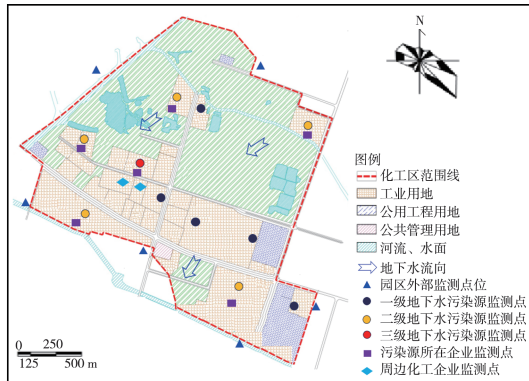 N
图例
化工区范围线
工业用地
公用工程用地
公共管理用地
河流、水面
地下水流向
园区外部监测点位
一级地下水污染源监测点
二级地下水污染源监测点
三级地下水污染源监测点
污染源所在企业监测点
周边化工企业监测点
0 250
125 500 m